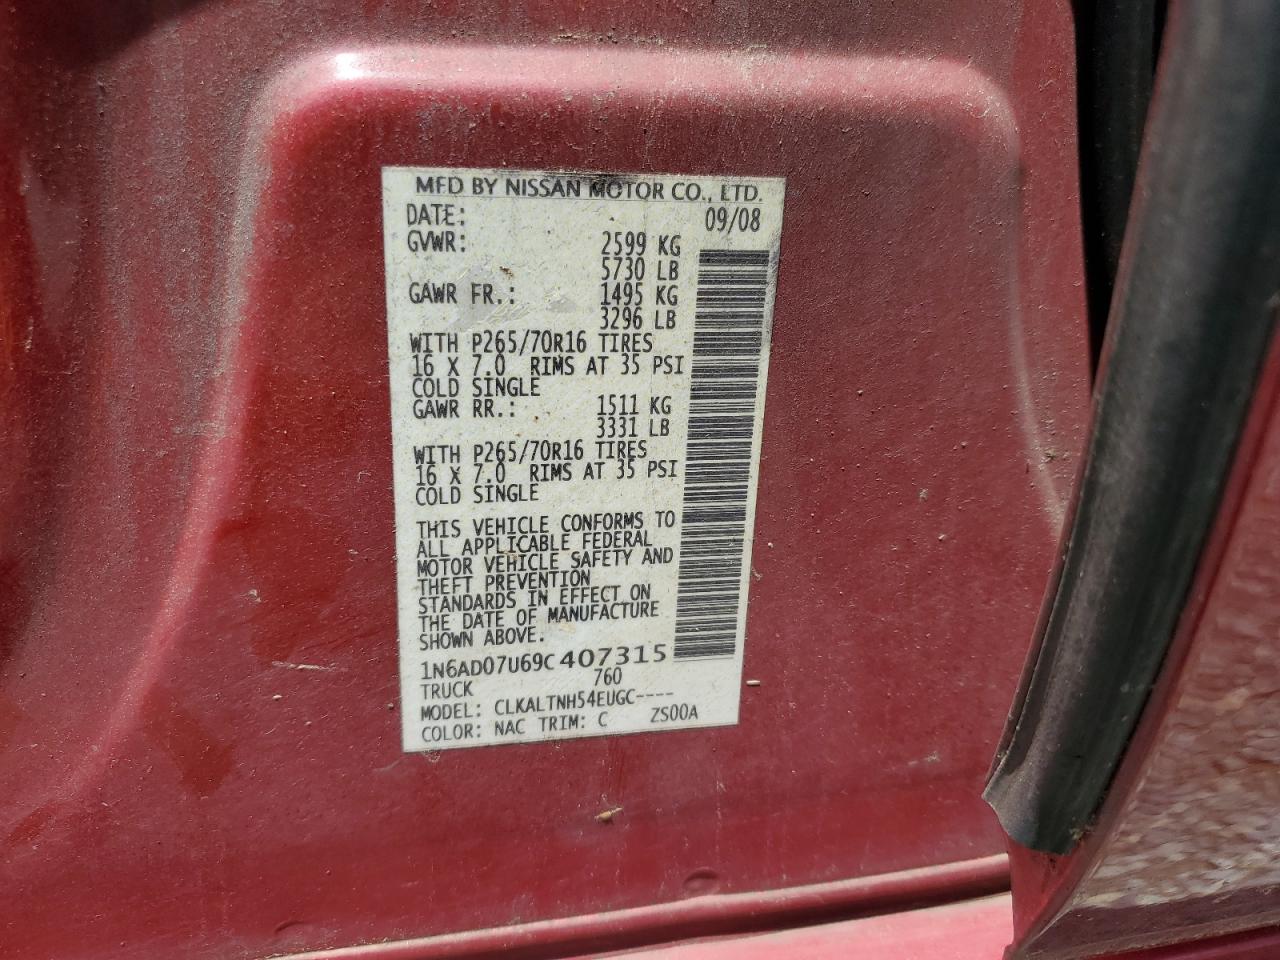 MFD BY NISSAN MOTOR CO., LTD.
DATE: 09/08
GVWR: 2599 KG
5730 LB
GAWR FR.: 1495 KG
3296 LB
WITH P265/70R16 TIRES
16 X 7.0 RIMS AT 35 PSI
COLD SINGLE
GAWR RR.: 1511 KG
3331 LB
WITH P265/70R16 TIRES
16 X 7.0 RIMS AT 35 PSI
COLD SINGLE
THIS VEHICLE CONFORMS TO
ALL APPLICABLE FEDERAL
MOTOR VEHICLE SAFETY AND
THEFT PREVENTION
STANDARDS IN EFFECT ON
THE DATE OF MANUFACTURE
SHOWN ABOVE.
1N6AD07U69C407315
TRUCK 760
MODEL: CLKALTNH54EUGC----
COLOR: NAC TRIM: C ZS00A